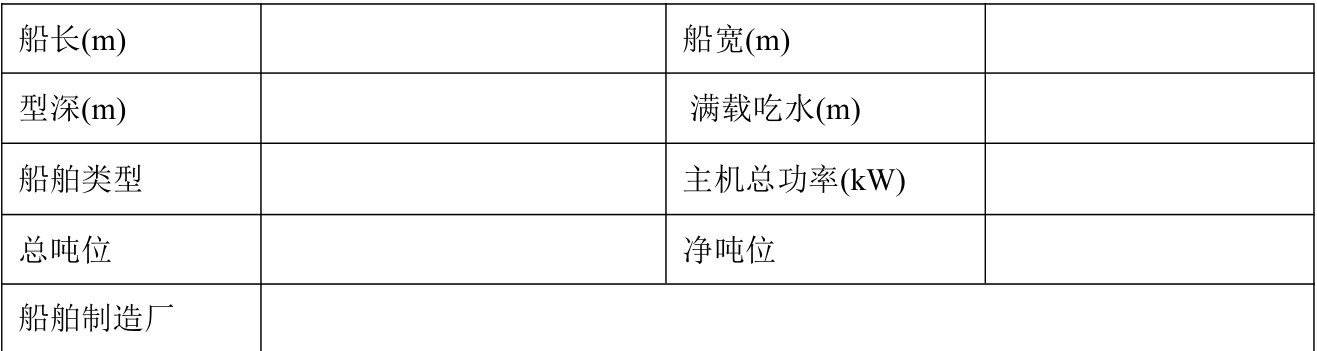 船长(m) 船宽(m)
型深(m) 满载吃水(m)
船舶类型 主机总功率(kW)
总吨位 净吨位
船舶制造厂